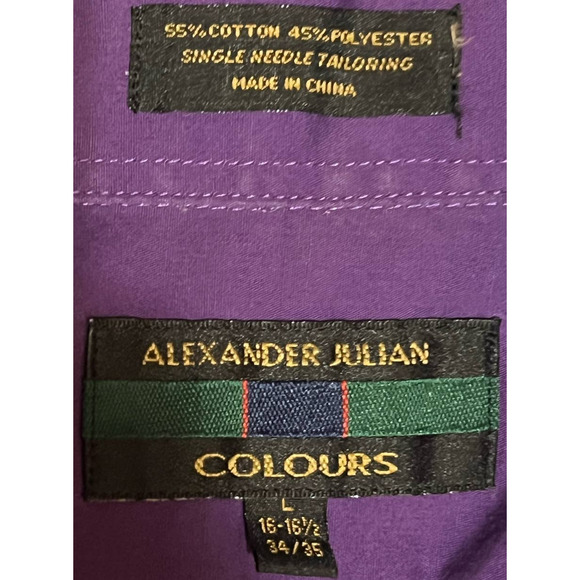 55% COTTON 45% POLYESTER L
SINGLE NEEDLE TAILORING
MADE IN CHINA
ALEXANDER JULIAN
COLOURS
L
16-16½
34/35